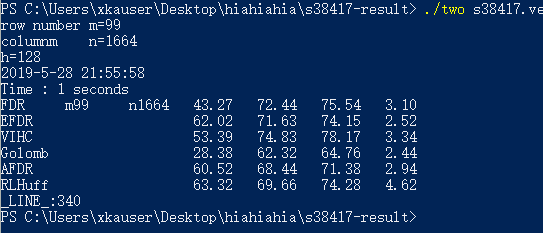 PS C:\Users\xkauser\Desktop\hiahiahia\s38417-result> ./two s38417.ve
row number m=99
columnm    n=1664
h=128
2019-5-28 21:55:58
Time : 1 seconds
FDR     m99     n1664   43.27   72.44   75.54   3.10
EFDR                    62.02   71.63   74.15   2.52
VIHC                    53.39   74.83   78.17   3.34
Golomb                  28.38   62.32   64.76   2.44
AFDR                    60.52   68.44   71.38   2.94
RLHuff                  63.32   69.66   74.28   4.62
_LINE_:340
PS C:\Users\xkauser\Desktop\hiahiahia\s38417-result>